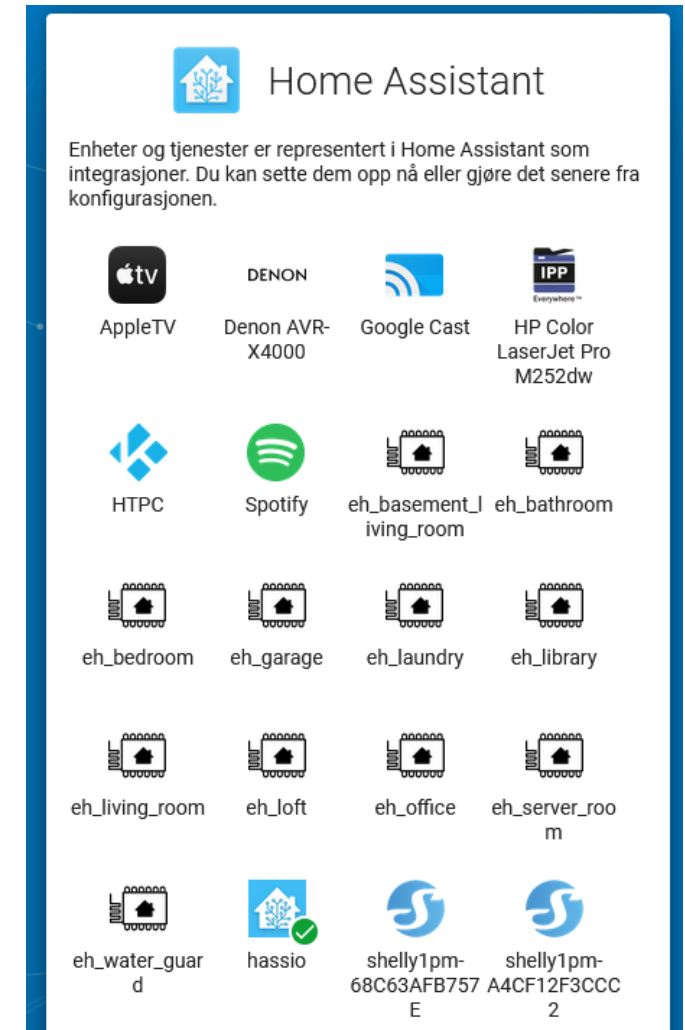 Home Assistant
Enheter og tjenester er representert i Home Assistant som
integrasjoner. Du kan sette dem opp nå eller gjøre det senere fra
konfigurasjonen.
tv
DENON
IPP
Everywhere™
AppleTV
Denon AVR-
X4000
Google Cast
HP Color
LaserJet Pro
M252dw
HTPC
Spotify
eh_basement_l
iving_room
eh_bathroom
eh_bedroom
eh_garage
eh_laundry
eh_library
eh_living_room
eh_loft
eh_office
eh_server_roo
m
eh_water_guar
d
hassio
shelly1pm-
68C63AFB757
E
shelly1pm-
A4CF12F3CCC
2